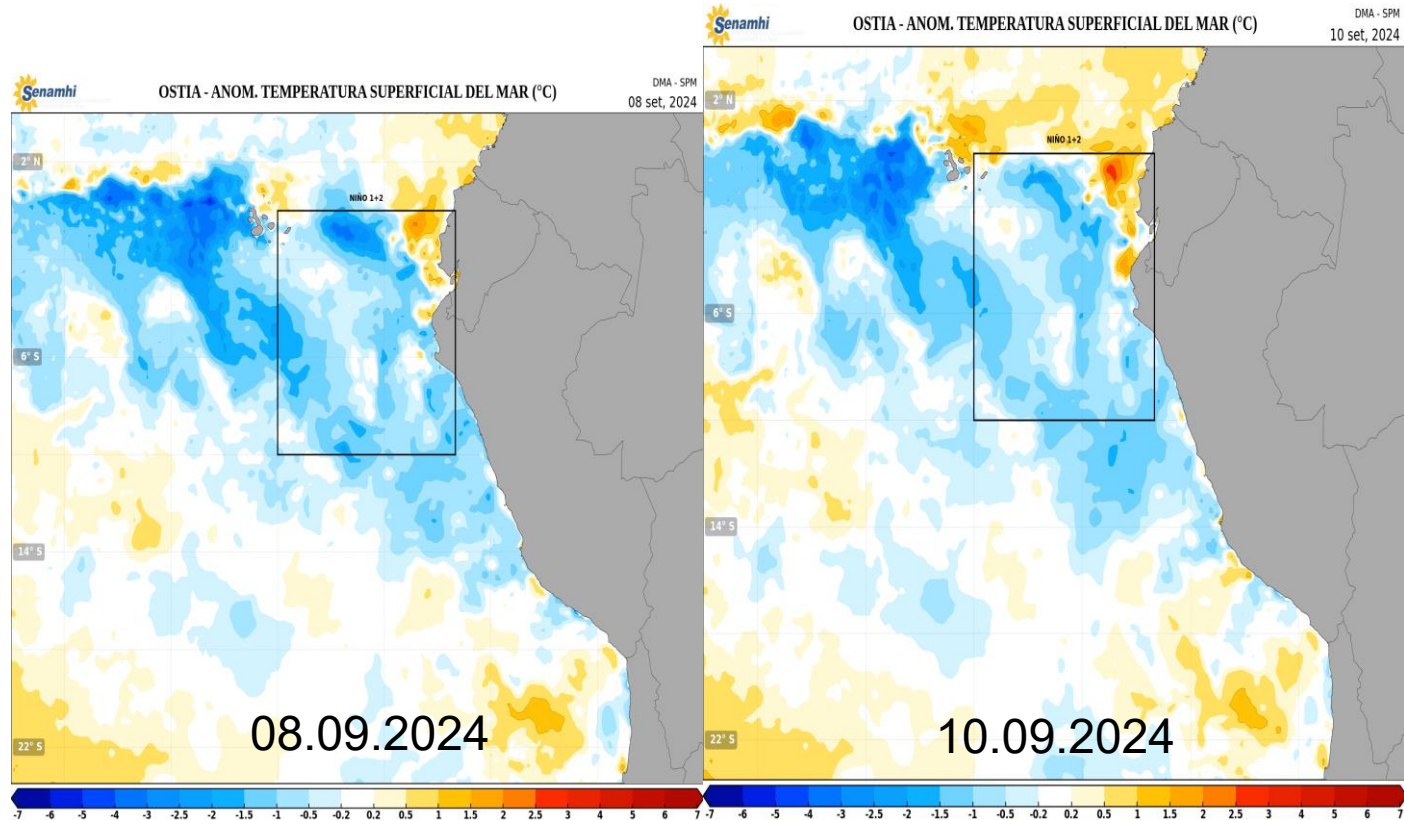 Senamhi
OSTIA - ANOM. TEMPERATURA SUPERFICIAL DEL MAR (°C)
DMA - SPM
08 set, 2024
2° N
NIÑO 1+2
6° S
14° S
22° S
08.09.2024
-7 -6 -5 -4 -3 -2.5 -2 -1.5 -1 -0.5 -0.2 0.2 0.5 1 1.5 2 2.5 3 4 5 6 7
Senamhi
OSTIA - ANOM. TEMPERATURA SUPERFICIAL DEL MAR (°C)
DMA - SPM
10 set, 2024
2° N
NIÑO 1+2
6° S
14° S
22° S
10.09.2024
-7 -6 -5 -4 -3 -2.5 -2 -1.5 -1 -0.5 -0.2 0.2 0.5 1 1.5 2 2.5 3 4 5 6 7